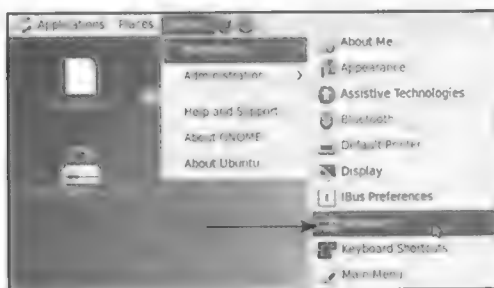 Applications Places
Administration
Help and Support
About GNOME
About Ubuntu
About Me
Appearance
Assistive Technologies
Bluetooth
Default Printer
Display
IBus Preferences
Keyboard Shortcuts
Main Menu